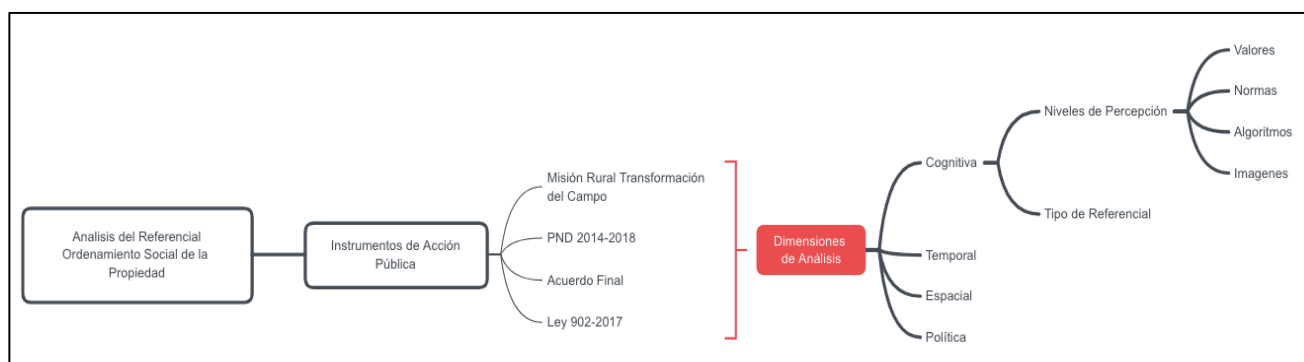 Analisis del Referencial
Ordenamiento Social de la
Propiedad
Instrumentos de Acción
Pública
Misión Rural Transformación
del Campo
PND 2014-2018
Acuerdo Final
Ley 902-2017
Dimensiones
de Análisis
Cognitiva
Niveles de Percepción
Valores
Normas
Algoritmos
Imagenes
Tipo de Referencial
Temporal
Espacial
Política